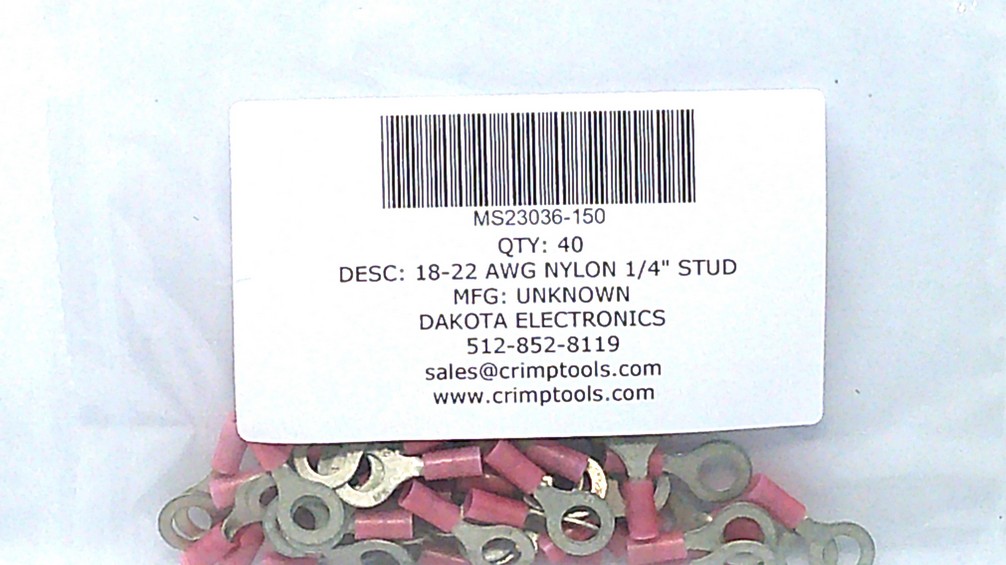 MS23036-150
QTY: 40
DESC: 18-22 AWG NYLON 1/4" STUD
MFG: UNKNOWN
DAKOTA ELECTRONICS
512-852-8119
sales@crimptools.com
www.crimptools.com